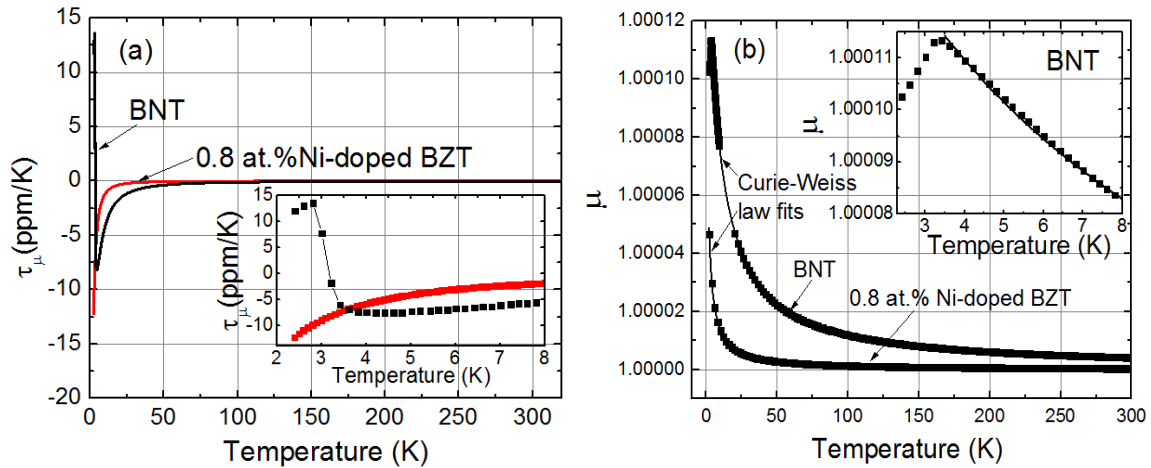 (a)
BNT
0.8 at.%Ni-doped BZT
τμ(ppm/K)
15
10
5
0
-5
-10
-15
-20
0 50 100 150 200 250 300
Temperature (K)
τμ(ppm/K)
15
10
5
0
-5
-10
2 3 4 5 6 7 8
Temperature (K)
(b)
μ
1.00012
1.00010
1.00008
1.00006
1.00004
1.00002
1.00000
Curie-Weiss
law fits
BNT
0.8 at.% Ni-doped BZT
0 50 100 150 200 250 300
Temperature (K)
BNT
μ
1.00011
1.00010
1.00009
1.00008
3 4 5 6 7 8
Temperature (K)